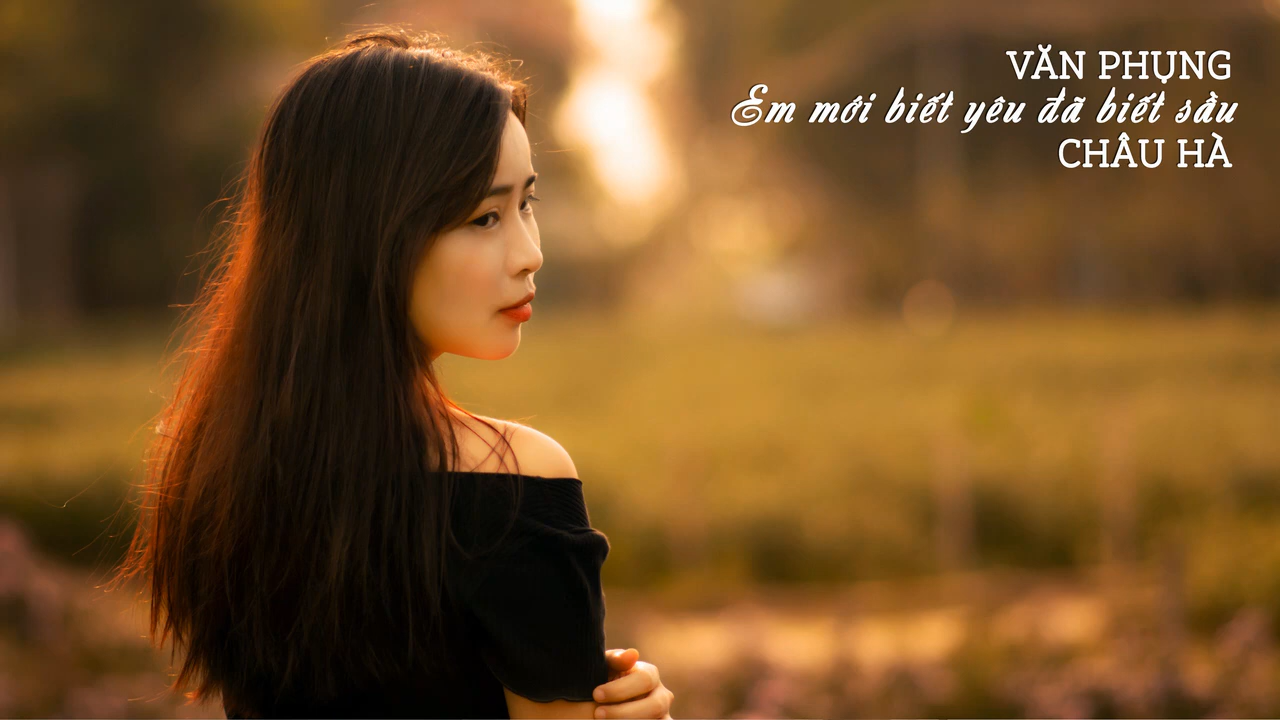 VĂN PHỤNG
Em mới biết yêu đã biết sầu
CHÂU HÀ